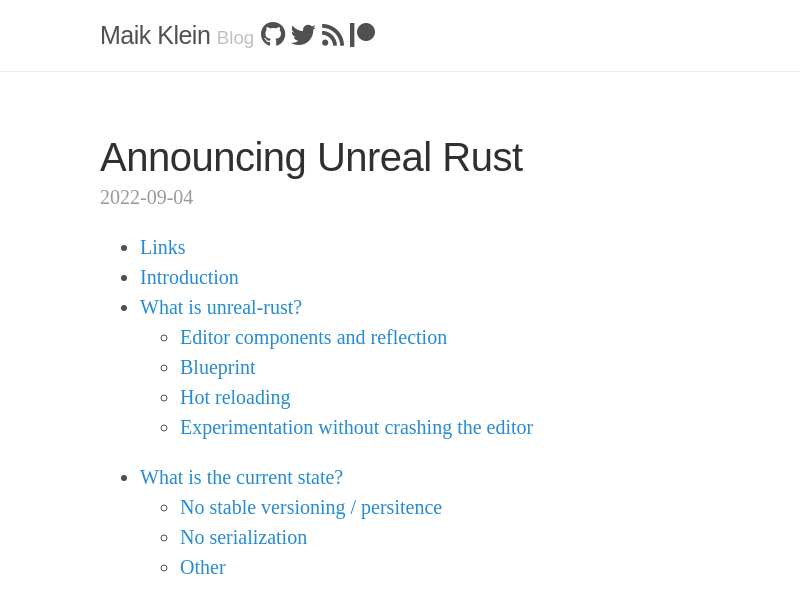 Maik Klein Blog
Announcing Unreal Rust
2022-09-04
Links
Introduction
What is unreal-rust?
Editor components and reflection
Blueprint
Hot reloading
Experimentation without crashing the editor
What is the current state?
No stable versioning / persitence
No serialization
Other